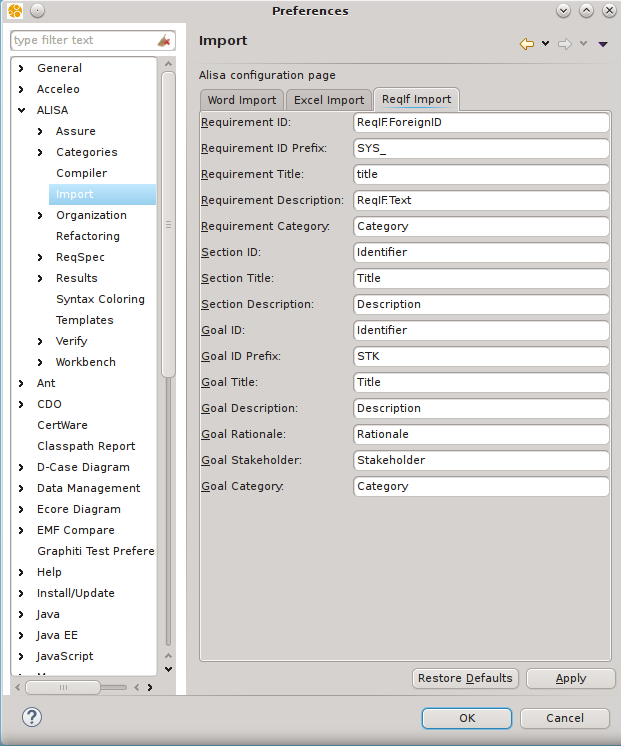 Preferences
type filter text
General
Acceleo
ALISA
Assure
Categories
Compiler
Import
Organization
Refactoring
ReqSpec
Results
Syntax Coloring
Templates
Verify
Workbench
Ant
CDO
CertWare
Classpath Report
D-Case Diagram
Data Management
Ecore Diagram
EMF Compare
Graphiti Test Prefere
Help
Install/Update
Java
Java EE
JavaScript
Import
Alisa configuration page
Word Import Excel Import ReqIf Import
Requirement ID: ReqIF.ForeignID
Requirement ID Prefix: SYS_
Requirement Title: title
Requirement Description: ReqIF.Text
Requirement Category: Category
Section ID: Identifier
Section Title: Title
Section Description: Description
Goal ID: Identifier
Goal ID Prefix: STK
Goal Title: Title
Goal Description: Description
Goal Rationale: Rationale
Goal Stakeholder: Stakeholder
Goal Category: Category
Restore Defaults Apply
? OK Cancel